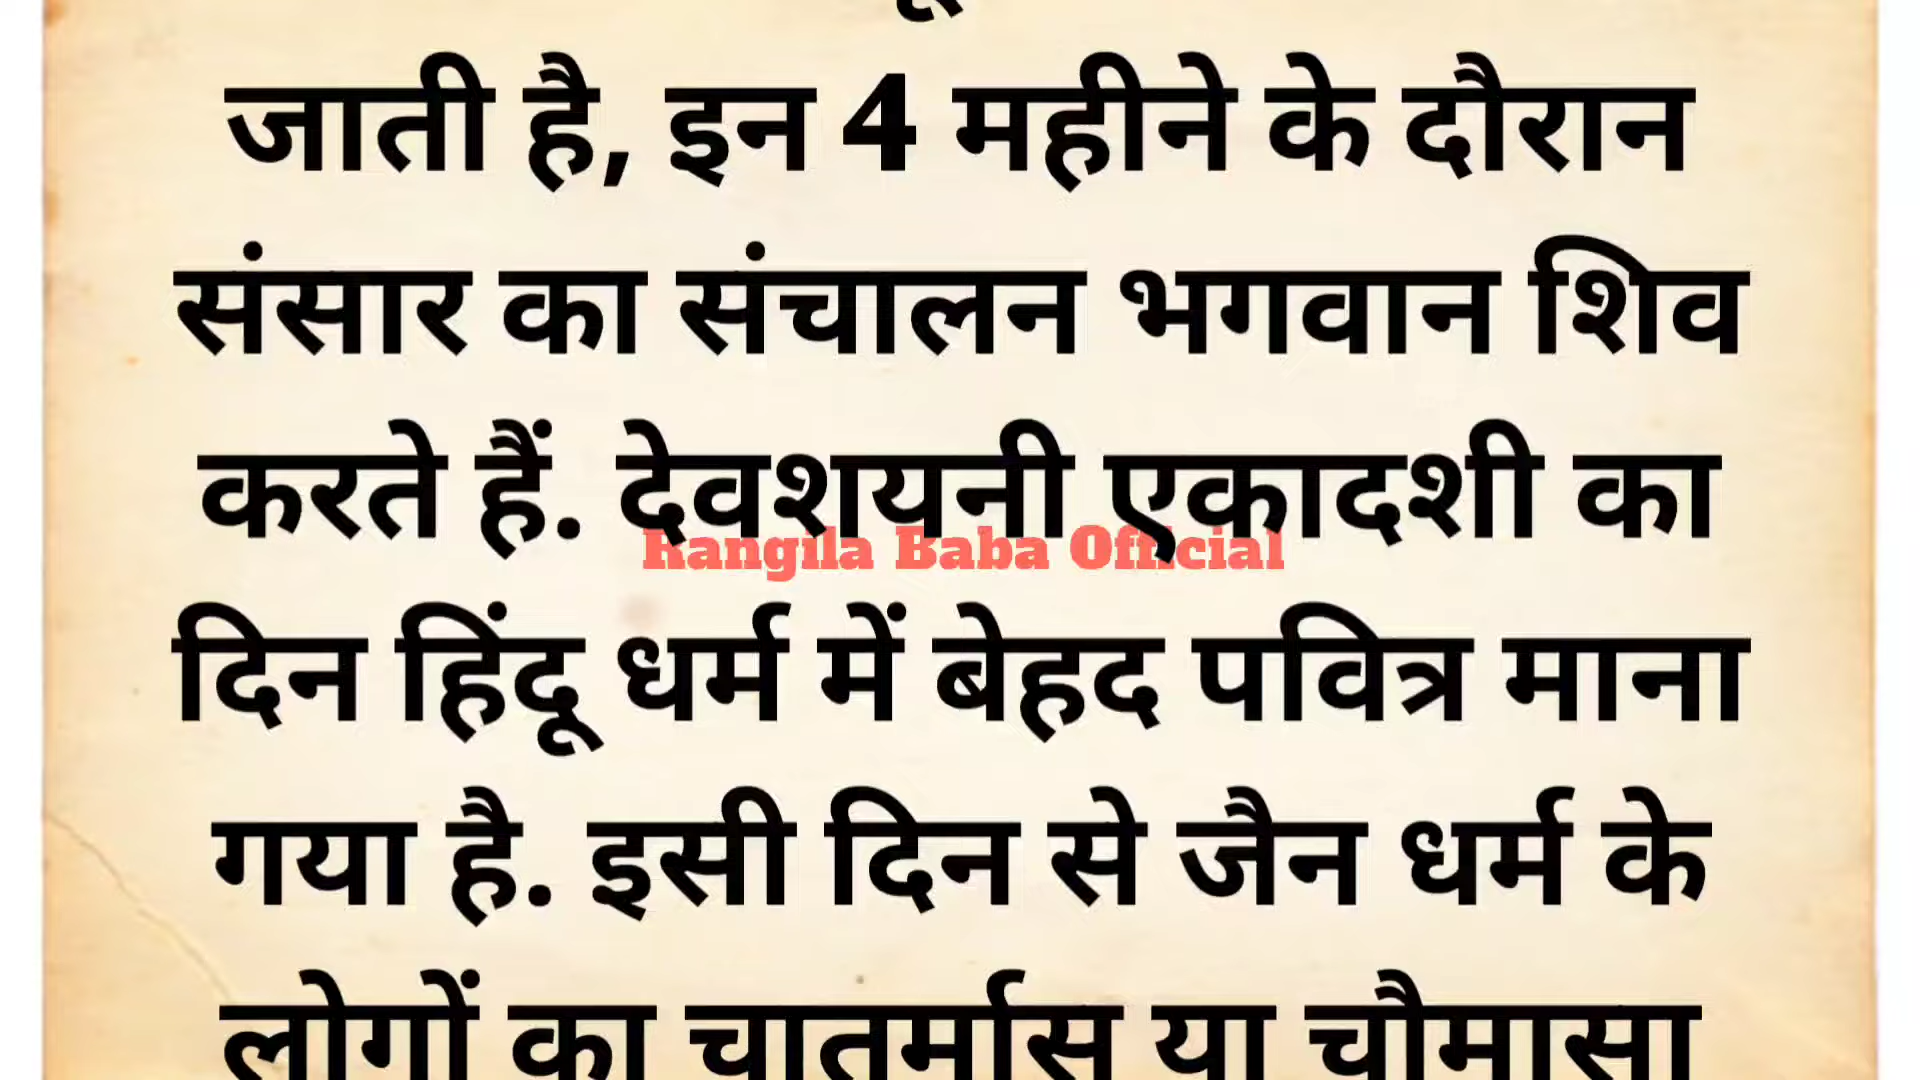 जाती है, इन 4 महीने के दौरान
संसार का संचालन भगवान शिव
करते हैं. देवशयनी एकादशी का
Rangila Baba Official
दिन हिंदू धर्म में बेहद पवित्र माना
गया है. इसी दिन से जैन धर्म के
लोगों का चातुर्मास या चौमासा